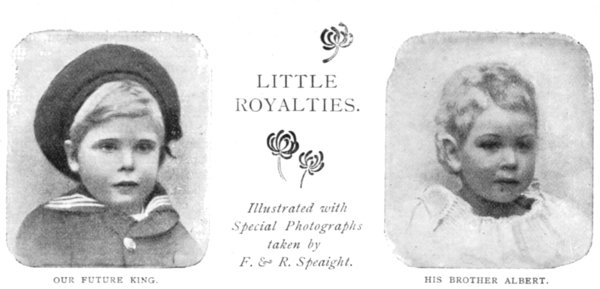 LITTLE
ROYALTIES.
Illustrated with
Special Photographs
taken by
F. & R. Speaight.
OUR FUTURE KING.
HIS BROTHER ALBERT.